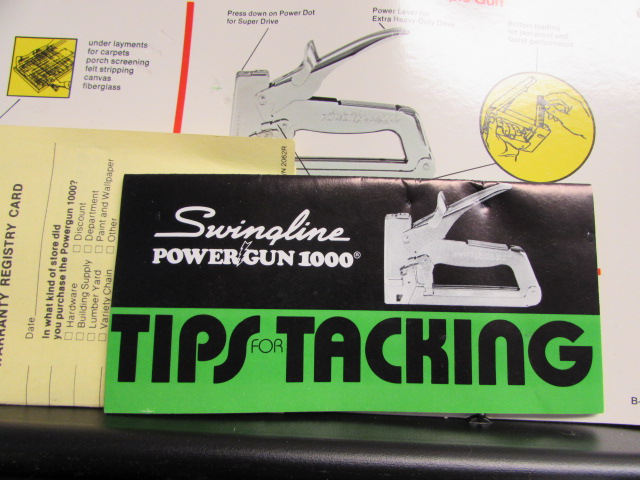 Press down on Power Dot
for Super Drive
Power Lever for
Extra Heavy Duty Drive
under layments
for carpets
porch screening
felt stripping
canvas
fiberglass
WARRANTY REGISTRY CARD
Date
In what kind of store did
you purchase the Powergun 1000?
☐ Hardware ☐ Discount
☐ Building Supply ☐ Department
☐ Lumber Yard ☐ Paint and Wallpaper
☐ Variety Chain ☐ Other
Swingline
POWERGUN 1000®
TIPS FOR TACKING
B-